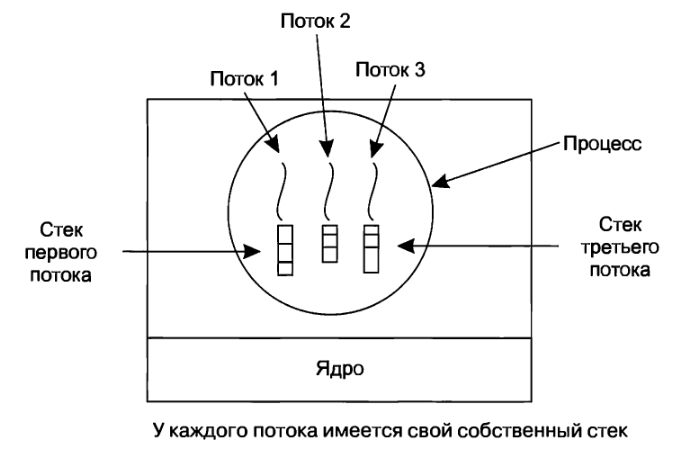 Поток 2
Поток 1
Поток 3
Процесс
Стек
первого
потока
Стек
третьего
потока
Ядро
У каждого потока имеется свой собственный стек